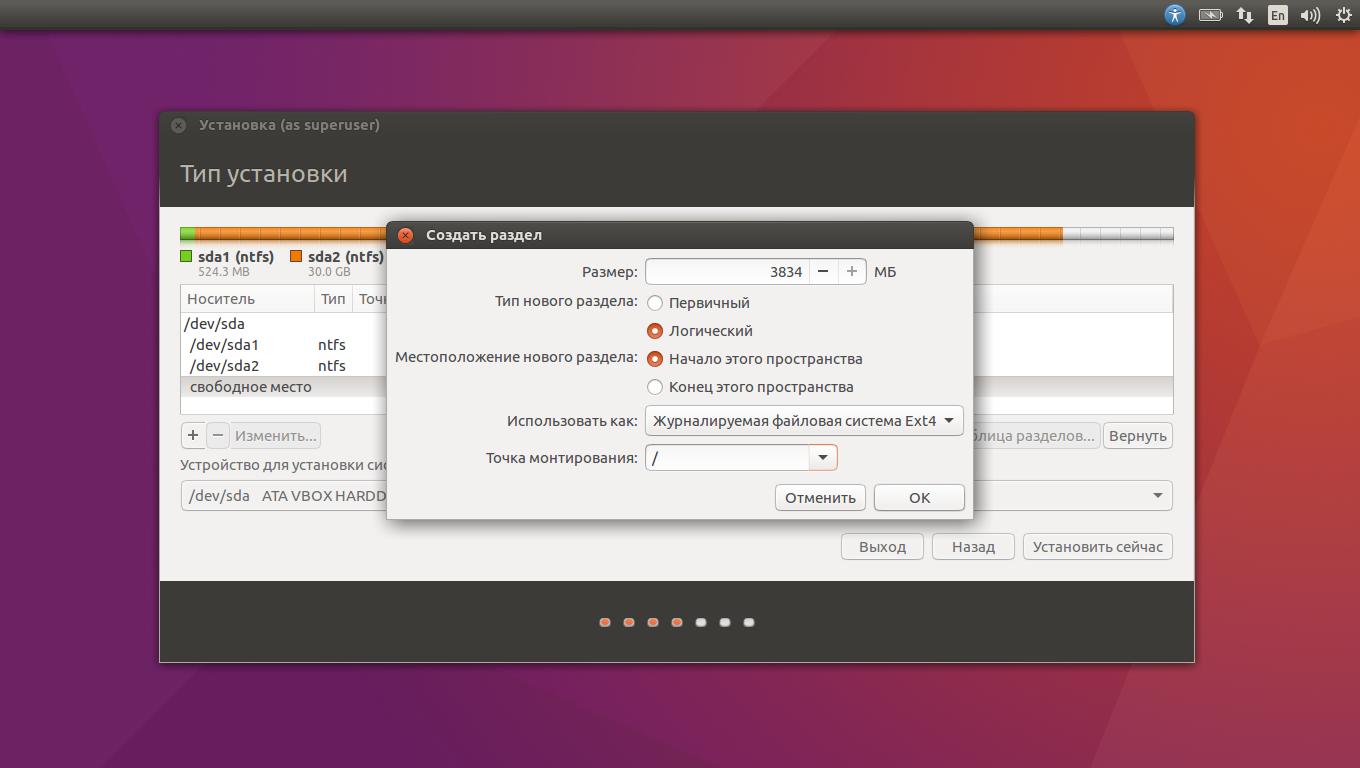 En
Установка (as superuser)
Тип установки
sda1 (ntfs)
524.3 MB
sda2 (ntfs)
30.0 GB
Носитель Тип
/dev/sda
/dev/sda1 ntfs
/dev/sda2 ntfs
свободное место
+ − Изменить...
разделов... Вернуть
Устройство для установки
/dev/sda ATA VBOX HARDD
Выход Назад Установить сейчас
Создать раздел
Размер: 3834 − + МБ
Тип нового раздела: Первичный
Логический
Местоположение нового раздела: Начало этого пространства
Конец этого пространства
Использовать как: Журналируемая файловая система Ext4
Точка монтирования: /
Отменить OK